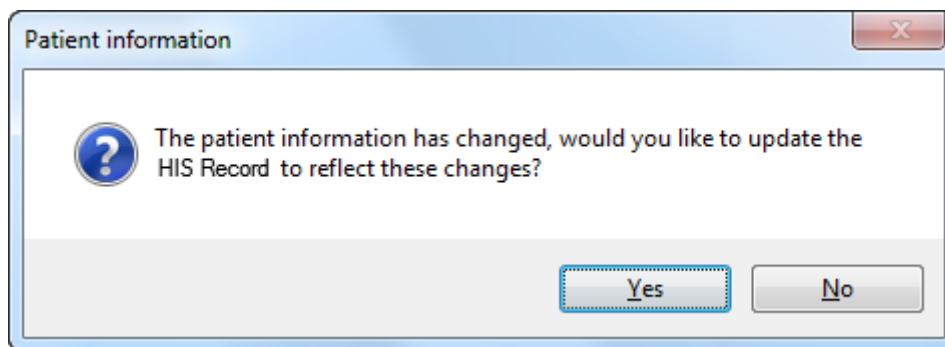 Patient information
The patient information has changed, would you like to update the
HIS Record to reflect these changes?
Yes
No